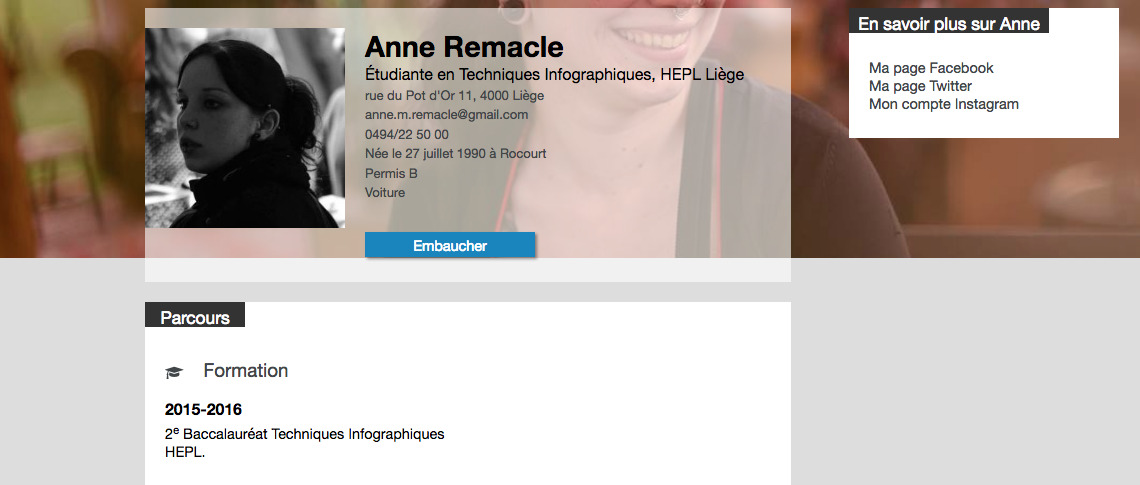 Anne Remacle
Étudiante en Techniques Infographiques, HEPL Liège
rue du Pot d'Or 11, 4000 Liège
anne.m.remacle@gmail.com
0494/22 50 00
Née le 27 juillet 1990 à Rocourt
Permis B
Voiture
Embaucher
En savoir plus sur Anne
Ma page Facebook
Ma page Twitter
Mon compte Instagram
Parcours
Formation
2015-2016
2e Baccalauréat Techniques Infographiques
HEPL.